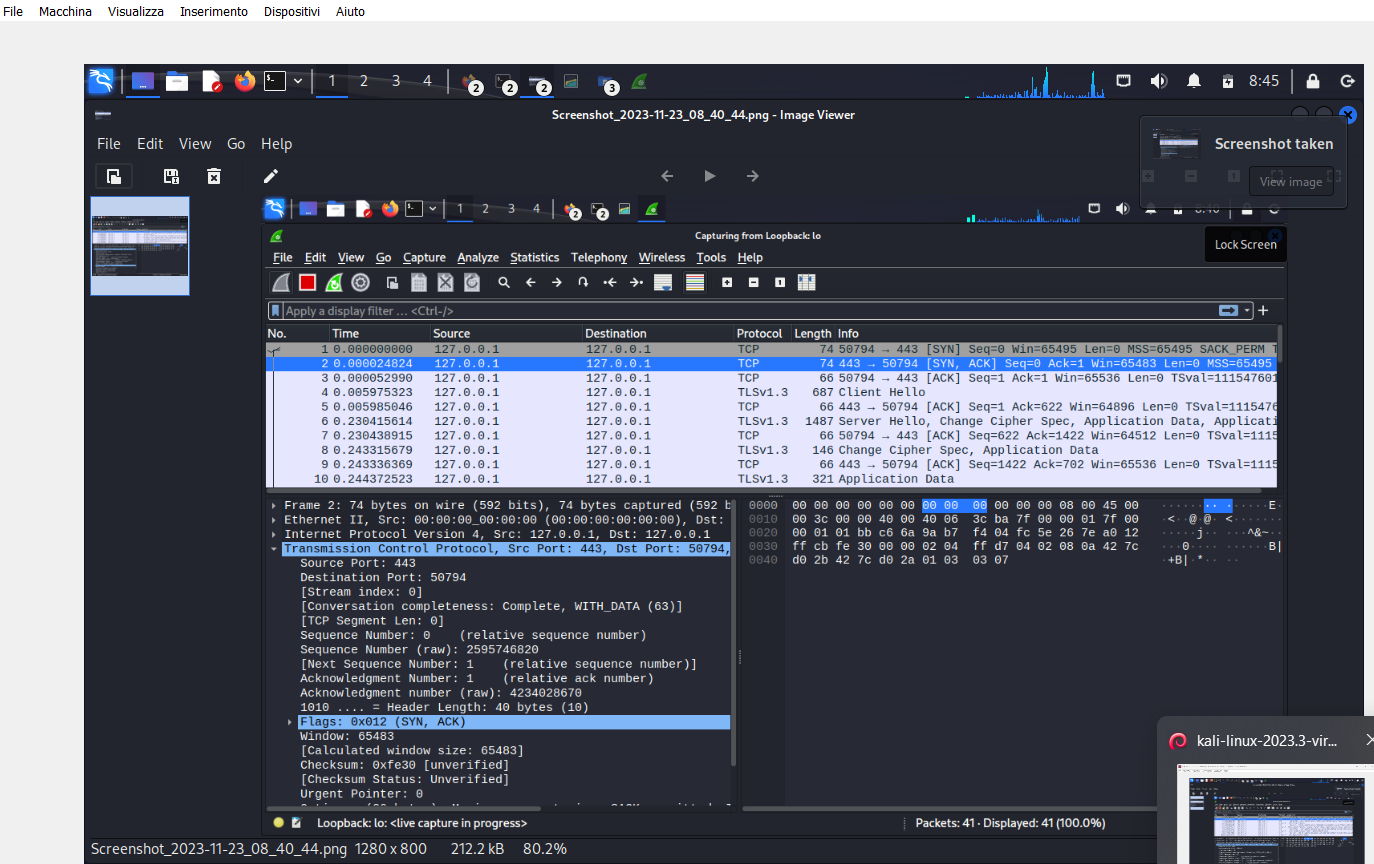 File Macchina Visualizza Inserimento Dispositivi Aiuto
1 2 3 4 2 2 2 3 8:45
Screenshot_2023-11-23_08_40_44.png - Image Viewer
File Edit View Go Help
Screenshot taken
View image
1 2 3 4 2 2
Capturing from Loopback: lo
Lock Screen
File Edit View Go Capture Analyze Statistics Telephony Wireless Tools Help
Apply a display filter ... <Ctrl-/>
No. Time Source Destination Protocol Length Info
1 0.000000000 127.0.0.1 127.0.0.1 TCP 74 50794 → 443 [SYN] Seq=0 Win=65495 Len=0 MSS=65495 SACK_PERM T
2 0.000024824 127.0.0.1 127.0.0.1 TCP 74 443 → 50794 [SYN, ACK] Seq=0 Ack=1 Win=65483 Len=0 MSS=65495
3 0.000052990 127.0.0.1 127.0.0.1 TCP 66 50794 → 443 [ACK] Seq=1 Ack=1 Win=65536 Len=0 TSval=111547601
4 0.005975323 127.0.0.1 127.0.0.1 TLSv1.3 687 Client Hello
5 0.005985046 127.0.0.1 127.0.0.1 TCP 66 443 → 50794 [ACK] Seq=1 Ack=622 Win=64896 Len=0 TSval=1115476
6 0.230415614 127.0.0.1 127.0.0.1 TLSv1.3 1487 Server Hello, Change Cipher Spec, Application Data, Applicati
7 0.230438915 127.0.0.1 127.0.0.1 TCP 66 50794 → 443 [ACK] Seq=622 Ack=1422 Win=64512 Len=0 TSval=1115
8 0.243315679 127.0.0.1 127.0.0.1 TLSv1.3 146 Change Cipher Spec, Application Data
9 0.243336369 127.0.0.1 127.0.0.1 TCP 66 443 → 50794 [ACK] Seq=1422 Ack=702 Win=65536 Len=0 TSval=1115
10 0.244372523 127.0.0.1 127.0.0.1 TLSv1.3 321 Application Data
Frame 2: 74 bytes on wire (592 bits), 74 bytes captured (592 b
Ethernet II, Src: 00:00:00_00:00:00 (00:00:00:00:00:00), Dst:
Internet Protocol Version 4, Src: 127.0.0.1, Dst: 127.0.0.1
Transmission Control Protocol, Src Port: 443, Dst Port: 50794,
Source Port: 443
Destination Port: 50794
[Stream index: 0]
[Conversation completeness: Complete, WITH_DATA (63)]
[TCP Segment Len: 0]
Sequence Number: 0 (relative sequence number)
Sequence Number (raw): 2595746820
[Next Sequence Number: 1 (relative sequence number)]
Acknowledgment Number: 1 (relative ack number)
Acknowledgment number (raw): 4234028670
1010 .... = Header Length: 40 bytes (10)
Flags: 0x012 (SYN, ACK)
Window: 65483
[Calculated window size: 65483]
Checksum: 0xfe30 [unverified]
[Checksum Status: Unverified]
Urgent Pointer: 0
0000 00 00 00 00 00 00 00 00 00 00 00 00 08 00 45 00 ·············· E·
0010 00 3c 00 00 40 00 40 06 3c ba 7f 00 00 01 7f 00 ·<··@·@· <·······
0020 00 01 01 bb c6 6a 9a b7 f4 04 fc 5e 26 7e a0 12 ·····j·· ···^&~··
0030 ff cb fe 30 00 00 02 04 ff d7 04 02 08 0a 42 7c ···0···· ······B|
0040 d0 2b 42 7c d0 2a 01 03 03 07 ·+B|·*·· ··
Loopback: lo: <live capture in progress> Packets: 41 · Displayed: 41 (100.0%)
kali-linux-2023.3-vir...
Screenshot_2023-11-23_08_40_44.png 1280 x 800 212.2 kB 80.2%